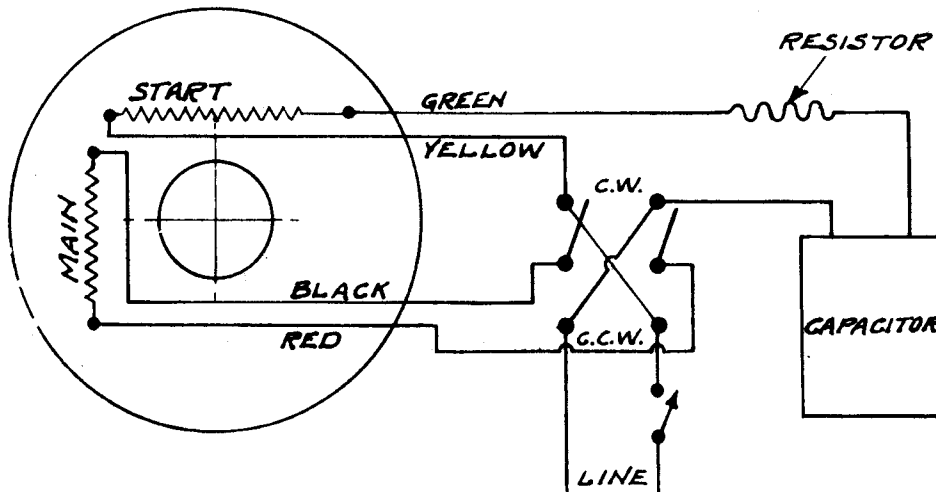 RESISTOR
START
GREEN
YELLOW
C.W.
MAIN
BLACK
CAPACITOR
RED
C.C.W.
LINE